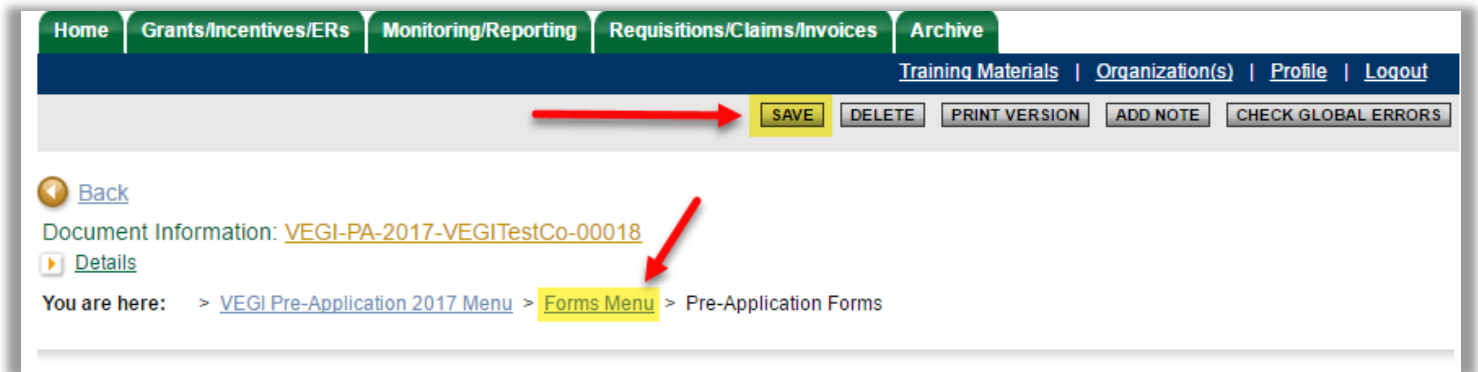 Home Grants/Incentives/ERs Monitoring/Reporting Requisitions/Claims/Invoices Archive
Training Materials | Organization(s) | Profile | Logout
SAVE DELETE PRINT VERSION ADD NOTE CHECK GLOBAL ERRORS
Back
Document Information: VEGI-PA-2017-VEGITestCo-00018
Details
You are here: > VEGI Pre-Application 2017 Menu > Forms Menu > Pre-Application Forms